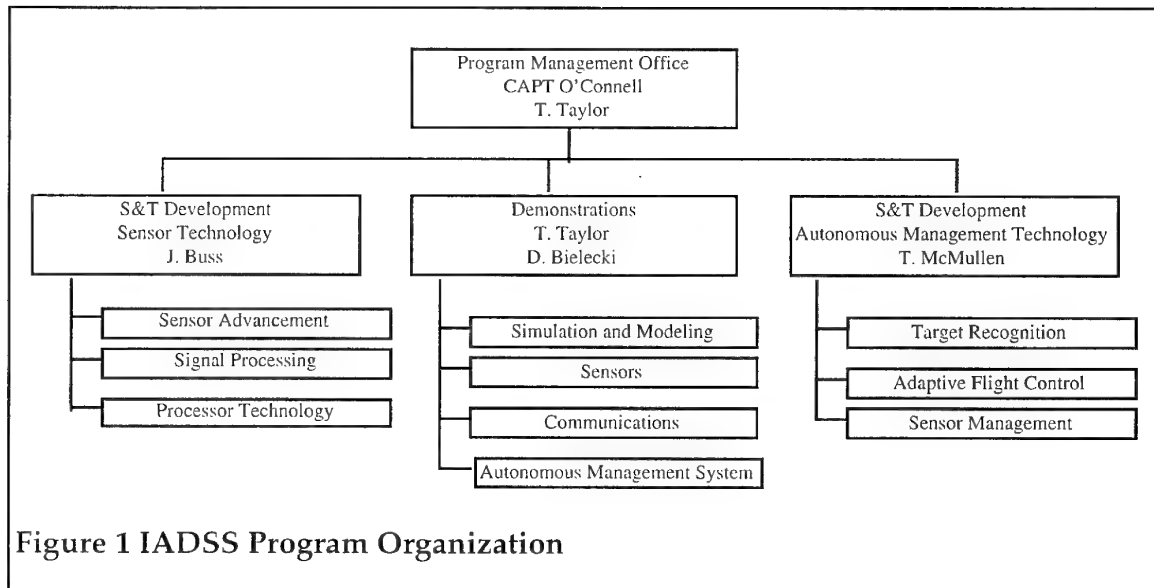 Program Management Office
CAPT O'Connell
T. Taylor
S&T Development
Sensor Technology
J. Buss
Sensor Advancement
Signal Processing
Processor Technology
Demonstrations
T. Taylor
D. Bielecki
Simulation and Modeling
Sensors
Communications
Autonomous Management System
S&T Development
Autonomous Management Technology
T. McMullen
Target Recognition
Adaptive Flight Control
Sensor Management
Figure 1 IADSS Program Organization